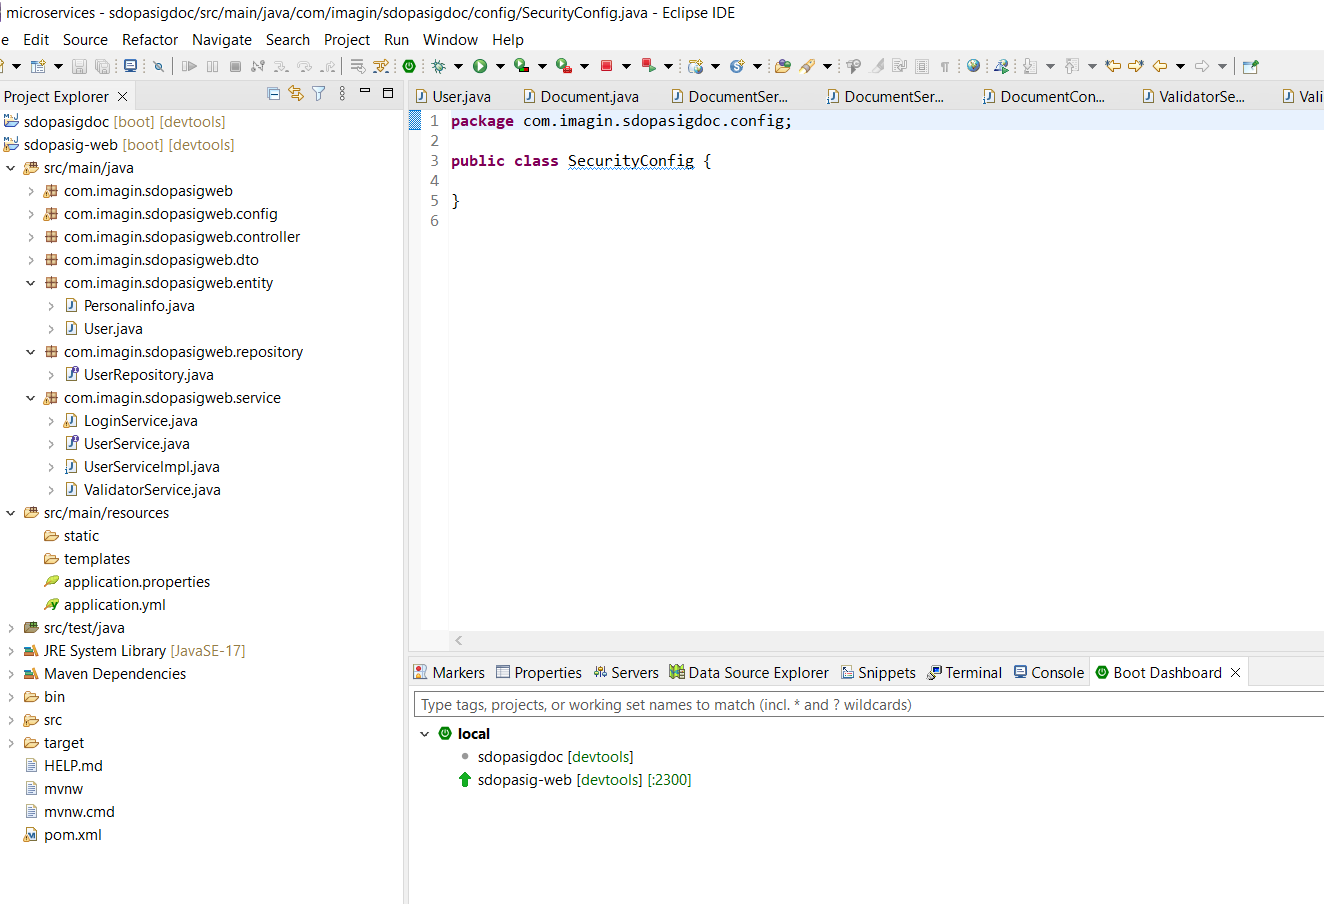 microservices - sdopasigdoc/src/main/java/com/imagin/sdopasigdoc/config/SecurityConfig.java - Eclipse IDE
e Edit Source Refactor Navigate Search Project Run Window Help
Project Explorer
sdopasigdoc [boot] [devtools]
sdopasig-web [boot] [devtools]
src/main/java
com.imagin.sdopasigweb
com.imagin.sdopasigweb.config
com.imagin.sdopasigweb.controller
com.imagin.sdopasigweb.dto
com.imagin.sdopasigweb.entity
Personalinfo.java
User.java
com.imagin.sdopasigweb.repository
UserRepository.java
com.imagin.sdopasigweb.service
LoginService.java
UserService.java
UserServiceImpl.java
ValidatorService.java
src/main/resources
static
templates
application.properties
application.yml
src/test/java
JRE System Library [JavaSE-17]
Maven Dependencies
bin
src
target
HELP.md
mvnw
mvnw.cmd
pom.xml
User.java Document.java DocumentSer... DocumentSer... DocumentCon... ValidatorSe... Vali
1 package com.imagin.sdopasigdoc.config;
2
3 public class SecurityConfig {
4
5 }
6
Markers Properties Servers Data Source Explorer Snippets Terminal Console Boot Dashboard
Type tags, projects, or working set names to match (incl. * and ? wildcards)
local
sdopasigdoc [devtools]
sdopasig-web [devtools] [:2300]